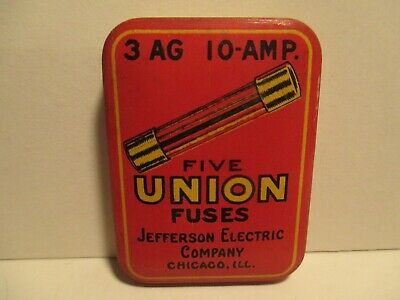 3 AG 10-AMP.
FIVE
UNION
FUSES
JEFFERSON ELECTRIC
COMPANY
CHICAGO, ILL.